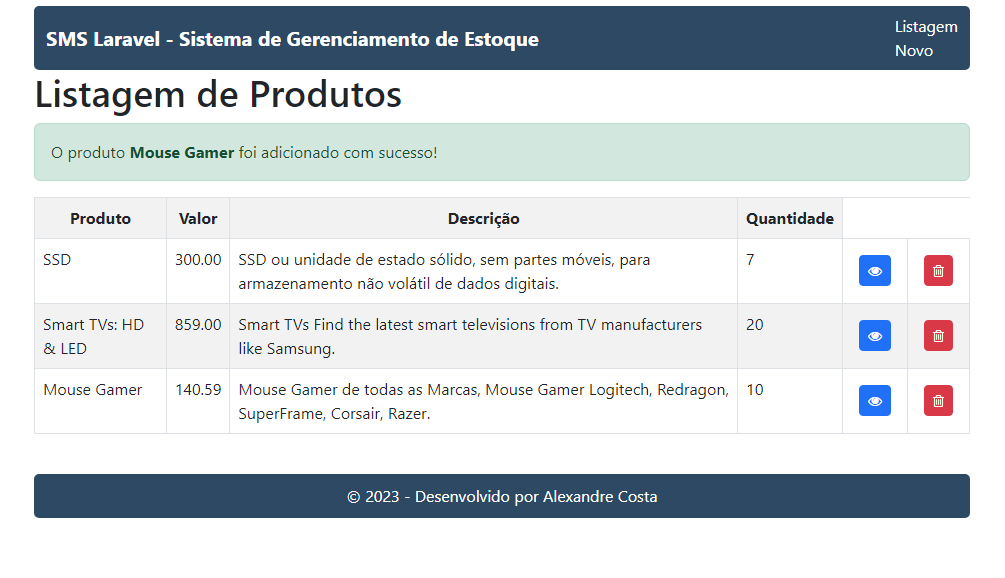 SMS Laravel - Sistema de Gerenciamento de Estoque
Listagem
Novo
Listagem de Produtos
O produto Mouse Gamer foi adicionado com sucesso!
Produto Valor Descrição Quantidade
SSD 300.00 SSD ou unidade de estado sólido, sem partes móveis, para 7
armazenamento não volátil de dados digitais.
Smart TVs: HD 859.00 Smart TVs Find the latest smart televisions from TV manufacturers 20
& LED like Samsung.
Mouse Gamer 140.59 Mouse Gamer de todas as Marcas, Mouse Gamer Logitech, Redragon, 10
SuperFrame, Corsair, Razer.
© 2023 - Desenvolvido por Alexandre Costa